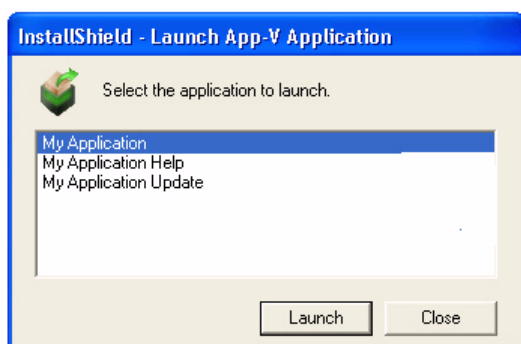 InstallShield - Launch App-V Application
Select the application to launch.
My Application
My Application Help
My Application Update
Launch
Close